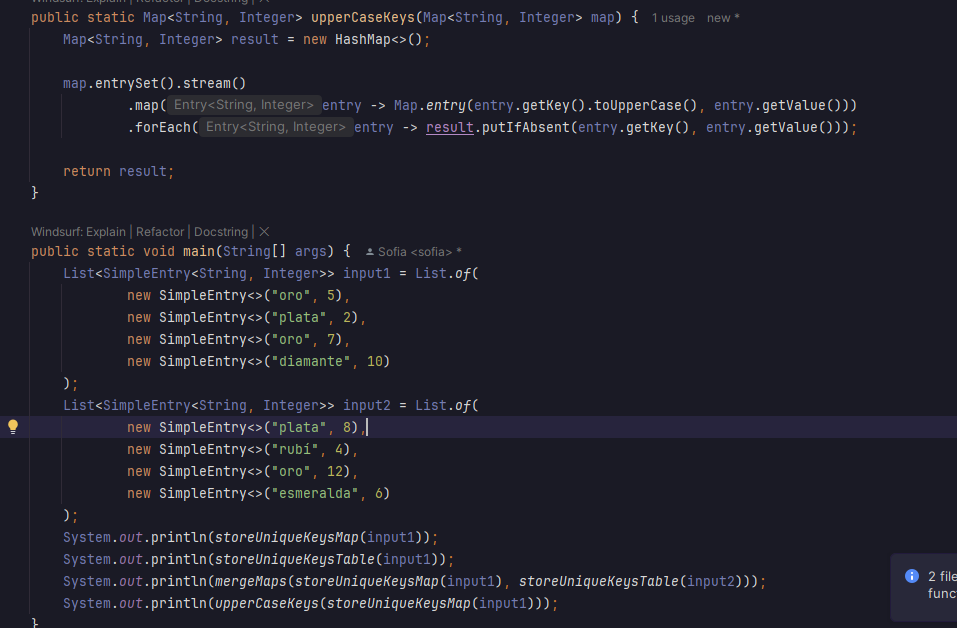 Windsurf: Explain | Refactor | Docstring | X
public static Map<String, Integer> upperCaseKeys(Map<String, Integer> map) { 1 usage new *
Map<String, Integer> result = new HashMap<>();
map.entrySet().stream()
.map( Entry<String, Integer> entry -> Map.entry(entry.getKey().toUpperCase(), entry.getValue()))
.forEach( Entry<String, Integer> entry -> result.putIfAbsent(entry.getKey(), entry.getValue()));
return result;
}
Windsurf: Explain | Refactor | Docstring | X
public static void main(String[] args) { Sofia <sofia> *
List<SimpleEntry<String, Integer>> input1 = List.of(
new SimpleEntry<>("oro", 5),
new SimpleEntry<>("plata", 2),
new SimpleEntry<>("oro", 7),
new SimpleEntry<>("diamante", 10)
);
List<SimpleEntry<String, Integer>> input2 = List.of(
new SimpleEntry<>("plata", 8),
new SimpleEntry<>("rubí", 4),
new SimpleEntry<>("oro", 12),
new SimpleEntry<>("esmeralda", 6)
);
System.out.println(storeUniqueKeysMap(input1));
System.out.println(storeUniqueKeysTable(input1));
System.out.println(mergeMaps(storeUniqueKeysMap(input1), storeUniqueKeysTable(input2)));
System.out.println(upperCaseKeys(storeUniqueKeysMap(input1)));
}
2 file
func